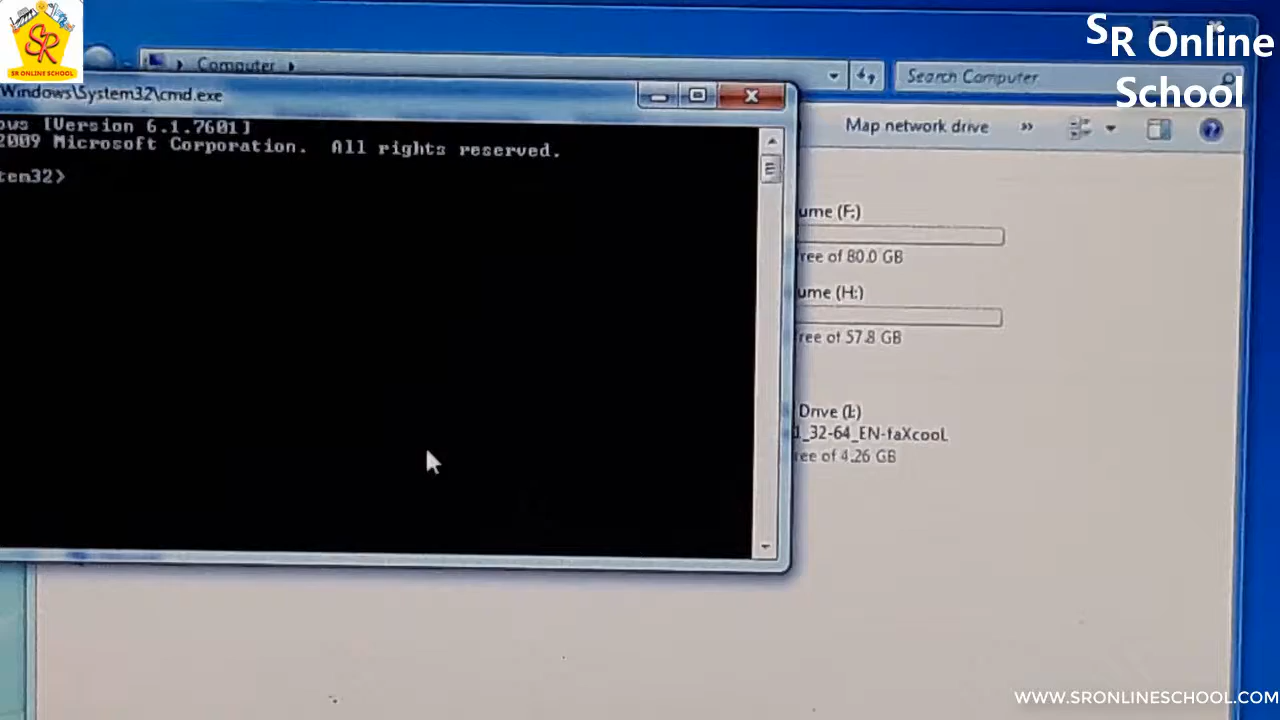 SR
SR ONLINE SCHOOL
SR Online
School
Computer
Search Computer
Windows\System32\cmd.exe
Map network drive
ows [Version 6.1.7601]
2009 Microsoft Corporation. All rights reserved.
tem32>
ume (F:)
ree of 80.0 GB
ume (H:)
ree of 57.8 GB
Drive (I:)
1_32-64_EN-faXcooL
ree of 4.26 GB
WWW.SRONLINESCHOOL.COM